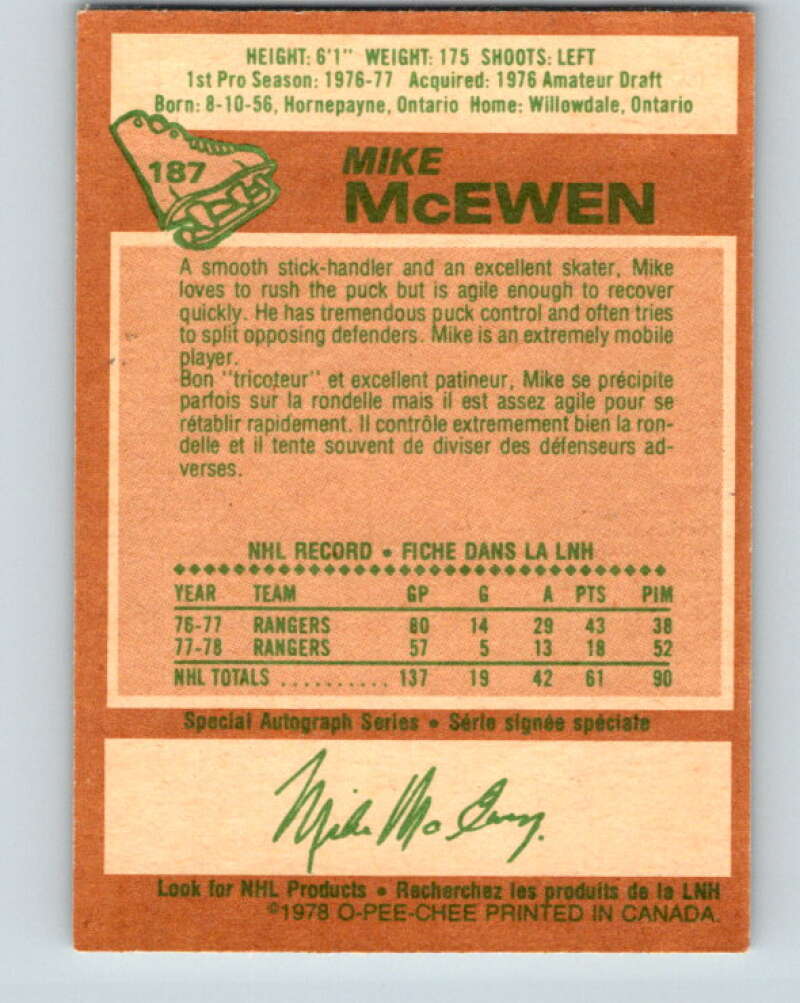 HEIGHT: 6'1" WEIGHT: 175 SHOOTS: LEFT
1st Pro Season: 1976-77 Acquired: 1976 Amateur Draft
Born: 8-10-56, Hornepayne, Ontario Home: Willowdale, Ontario
187
MIKE
McEWEN
A smooth stick-handler and an excellent skater, Mike
loves to rush the puck but is agile enough to recover
quickly. He has tremendous puck control and often tries
to split opposing defenders. Mike is an extremely mobile
player.
Bon "tricoteur" et excellent patineur, Mike se précipite
parfois sur la rondelle mais il est assez agile pour se
rétablir rapidement. Il contrôle extremement bien la ron-
delle et il tente souvent de diviser des défenseurs ad-
verses.
NHL RECORD • FICHE DANS LA LNH
YEAR TEAM GP G A PTS PIM
76-77 RANGERS 80 14 29 43 38
77-78 RANGERS 57 5 13 18 52
NHL TOTALS .......... 137 19 42 61 90
Special Autograph Series • Série signée spéciale
Mike McEwen
Look for NHL Products • Recherchez les produits de la LNH
©1978 O-PEE-CHEE PRINTED IN CANADA.